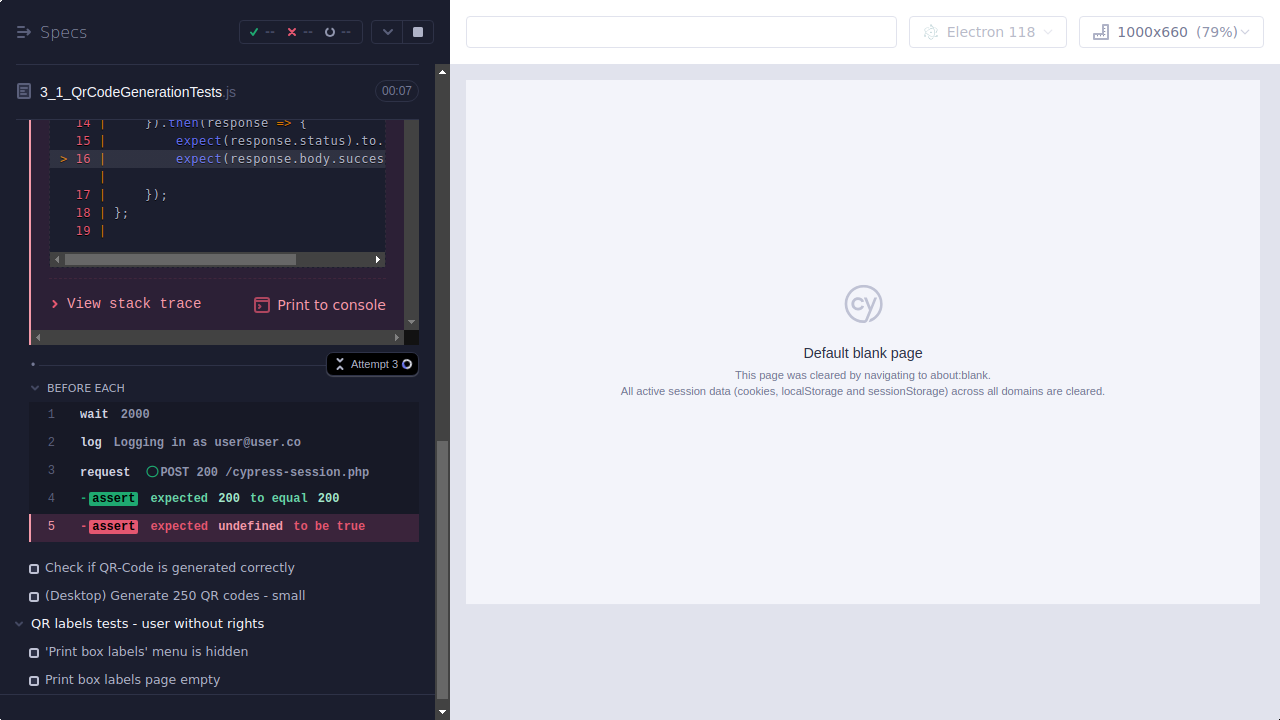 Specs
--
--
--
Electron 118
1000x660 (79%)
3_1_QrCodeGenerationTests.js
00:07
14 | }).then(response => {
15 | expect(response.status).to.
> 16 | expect(response.body.succes
|
17 | });
18 | };
19 |
View stack trace
Print to console
Attempt 3
BEFORE EACH
1 wait 2000
2 log Logging in as user@user.co
3 request POST 200 /cypress-session.php
4 -assert expected 200 to equal 200
5 -assert expected undefined to be true
Check if QR-Code is generated correctly
(Desktop) Generate 250 QR codes - small
QR labels tests - user without rights
'Print box labels' menu is hidden
Print box labels page empty
cy
Default blank page
This page was cleared by navigating to about:blank.
All active session data (cookies, localStorage and sessionStorage) across all domains are cleared.